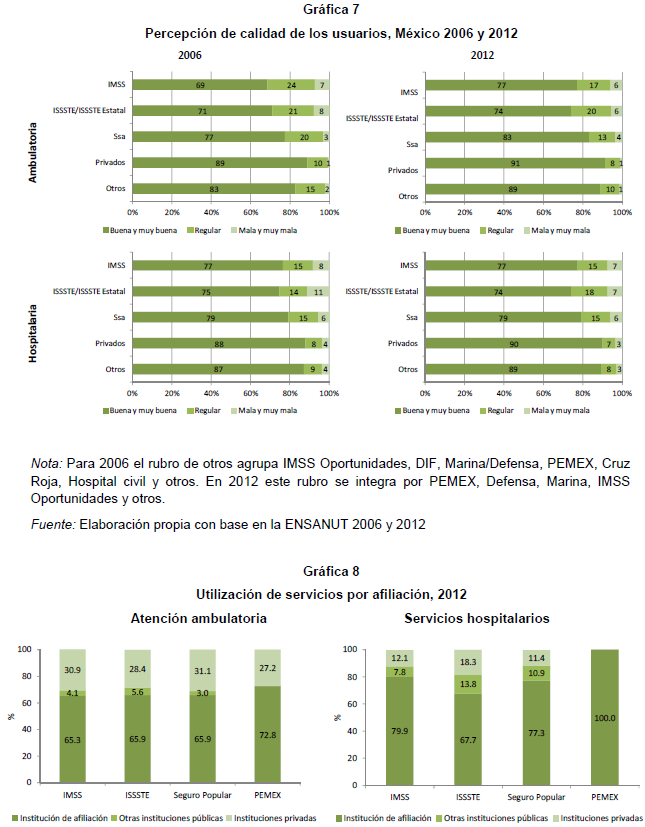 Gráfica 7
Percepción de calidad de los usuarios, México 2006 y 2012
2006
2012
Ambulatoria
IMSS 69 24 7
ISSSTE/ISSSTE Estatal 71 21 8
Ssa 77 20 3
Privados 89 10 1
Otros 83 15 2
0% 20% 40% 60% 80% 100%
Buena y muy buena Regular Mala y muy mala
IMSS 77 17 6
ISSSTE/ISSSTE Estatal 74 20 6
Ssa 83 13 4
Privados 91 8 1
Otros 89 10 1
0% 20% 40% 60% 80% 100%
Buena y muy buena Regular Mala y muy mala
Hospitalaria
IMSS 77 15 8
ISSSTE/ISSSTE Estatal 75 14 11
Ssa 79 15 6
Privados 88 8 4
Otros 87 9 4
0% 20% 40% 60% 80% 100%
Buena y muy buena Regular Mala y muy mala
IMSS 77 15 7
ISSSTE/ISSSTE Estatal 74 18 7
Ssa 79 15 6
Privados 90 7 3
Otros 89 8 3
0% 20% 40% 60% 80% 100%
Buena y muy buena Regular Mala y muy mala
Nota: Para 2006 el rubro de otros agrupa IMSS Oportunidades, DIF, Marina/Defensa, PEMEX, Cruz
Roja, Hospital civil y otros. En 2012 este rubro se integra por PEMEX, Defensa, Marina, IMSS
Oportunidades y otros.
Fuente: Elaboración propia con base en la ENSANUT 2006 y 2012
Gráfica 8
Utilización de servicios por afiliación, 2012
Atención ambulatoria
%
100
80
60
40
20
0
30.9 28.4 31.1 27.2
4.1 5.6 3.0
65.3 65.9 65.9 72.8
IMSS ISSSTE Seguro Popular PEMEX
Institución de afiliación Otras instituciones públicas Instituciones privadas
Servicios hospitalarios
%
100
80
60
40
20
0
12.1 18.3 11.4
7.8 13.8 10.9
79.9 67.7 77.3 100.0
IMSS ISSSTE Seguro Popular PEMEX
Institución de afiliación Otras instituciones públicas Instituciones privadas